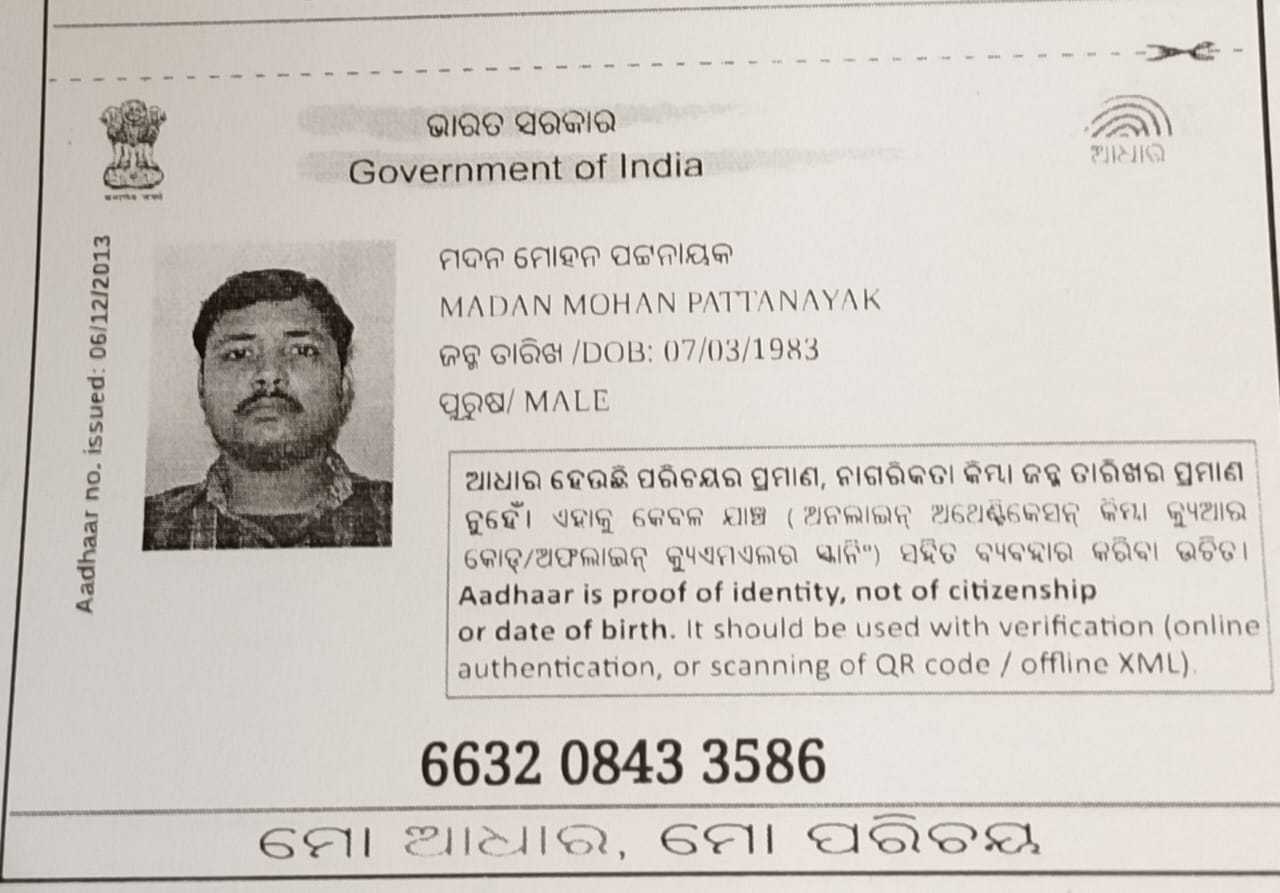 ଭାରତ ସରକାର
Government of India
ଆଧାର
Aadhaar no. issued: 06/12/2013
ମଦନ ମୋହନ ପଟ୍ଟନାୟକ
MADAN MOHAN PATTANAYAK
ଜନ୍ମ ତାରିଖ /DOB: 07/03/1983
ପୁରୁଷ/ MALE
ଆଧାର ହେଉଛି ପରିଚୟର ପ୍ରମାଣ, ନାଗରିକତା କିମ୍ବା ଜନ୍ମ ତାରିଖର ପ୍ରମାଣ
ନୁହେଁ। ଏହାକୁ କେବଳ ଯାଞ୍ଚ ( ଅନଲାଇନ୍ ଅଥେଣ୍ଟିକେସନ୍ କିମ୍ବା କ୍ୟୁଆର
କୋଡ୍/ଅଫଲାଇନ୍ ସହିତ ବ୍ୟବହାର କରିବା ଉଚିତ।
Aadhaar is proof of identity, not of citizenship
or date of birth. It should be used with verification (online
authentication, or scanning of QR code / offline XML).
6632 0843 3586
ମୋ ଆଧାର, ମୋ ପରିଚୟ